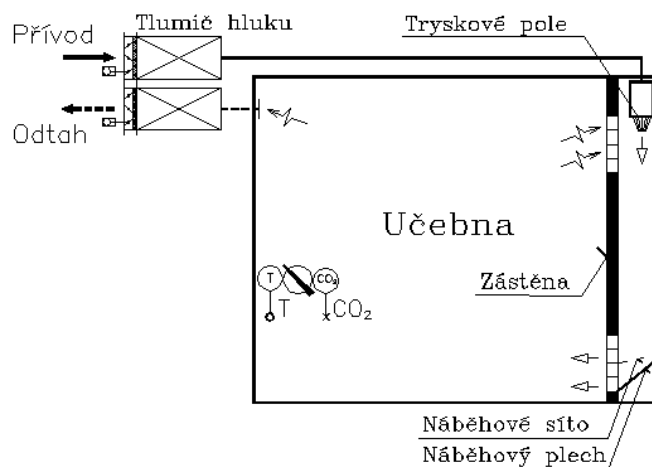 Tlumič hluku
Tryskové pole
Přívod
Odtah
Učebna
Zástěna
T
CO₂
T
CO₂
Náběhové síto
Náběhový plech